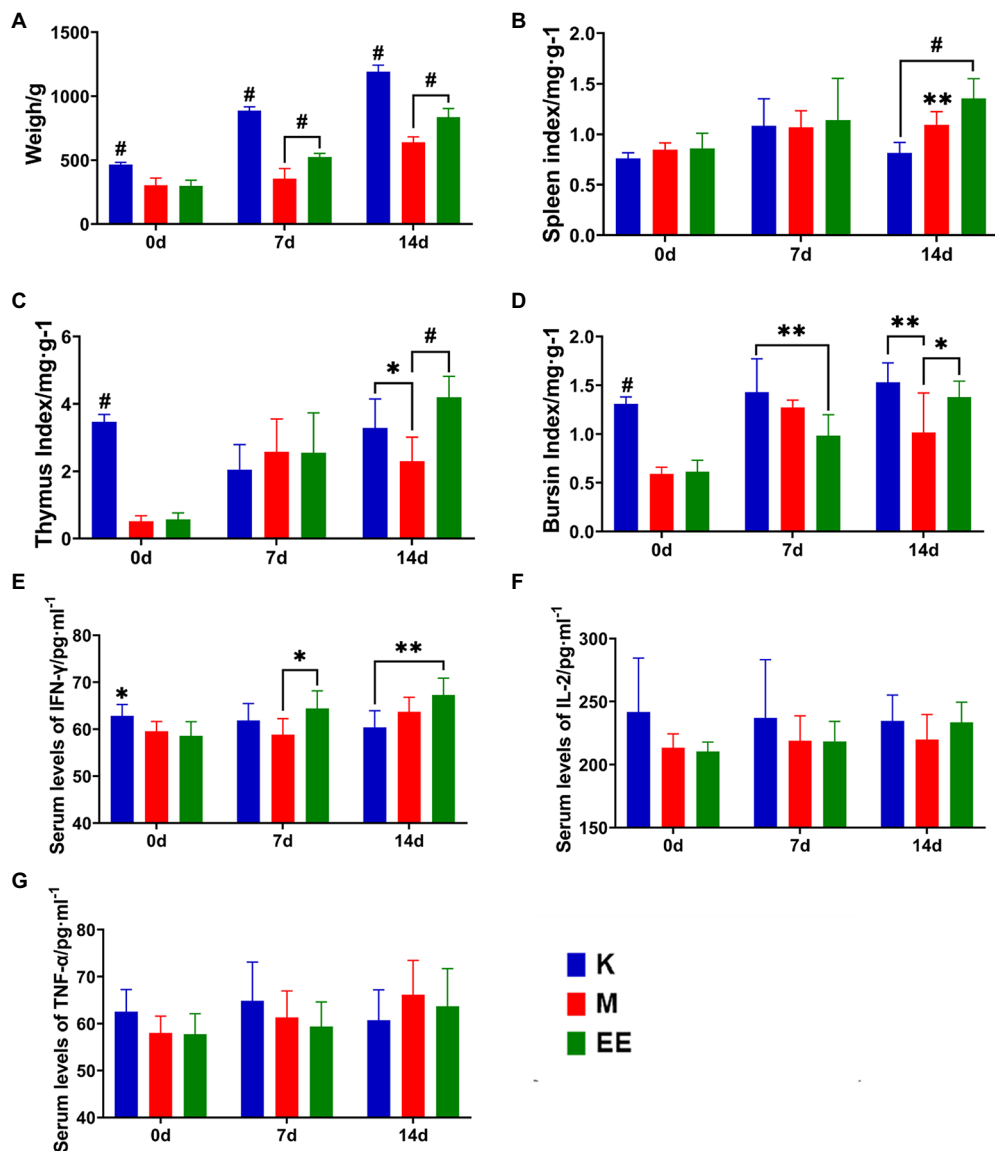 A
Weigh/g
1500
1000
500
0
# # #
# #
0d 7d 14d
B
Spleen index/mg·g-1
2.0
1.5
1.0
0.5
0.0
#
**
0d 7d 14d
C
Thymus Index/mg·g-1
6
4
2
0
# * #
0d 7d 14d
D
Bursin Index/mg·g-1
2.0
1.5
1.0
0.5
0.0
# ** ** *
0d 7d 14d
E
Serum levels of IFN-γ/pg·ml-1
80
70
60
50
40
* * **
0d 7d 14d
F
Serum levels of IL-2/pg·ml-1
300
250
200
150
0d 7d 14d
G
Serum levels of TNF-α/pg·ml-1
80
70
60
50
40
0d 7d 14d
K
M
EE